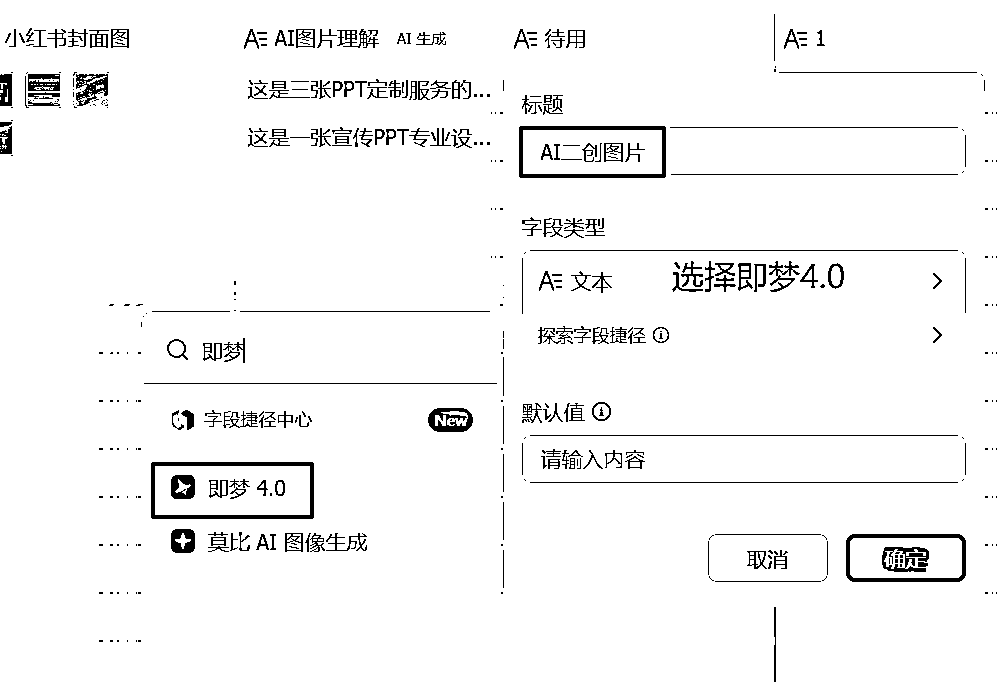 小红书封面图
AI图片理解 AI 生成
待用
1
这是三张PPT定制服务的...
这是一张宣传PPT专业设...
标题
AI二创图片
字段类型
文本 选择即梦4.0
探索字段捷径
默认值
请输入内容
取消 确定
即梦
字段捷径中心 New
即梦 4.0
莫比 AI 图像生成